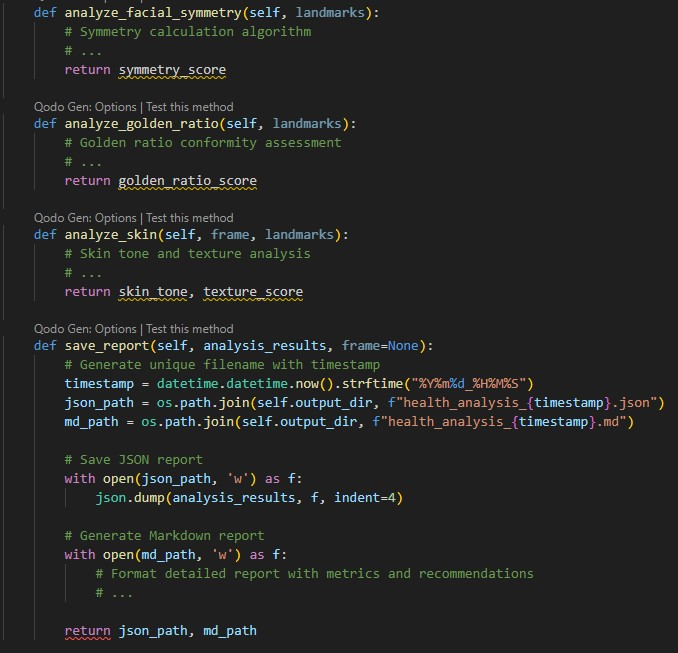 def analyze_facial_symmetry(self, landmarks):
    # Symmetry calculation algorithm
    # ...
    return symmetry_score
Qodo Gen: Options | Test this method
def analyze_golden_ratio(self, landmarks):
    # Golden ratio conformity assessment
    # ...
    return golden_ratio_score
Qodo Gen: Options | Test this method
def analyze_skin(self, frame, landmarks):
    # Skin tone and texture analysis
    # ...
    return skin_tone, texture_score
Qodo Gen: Options | Test this method
def save_report(self, analysis_results, frame=None):
    # Generate unique filename with timestamp
    timestamp = datetime.datetime.now().strftime("%Y%m%d_%H%M%S")
    json_path = os.path.join(self.output_dir, f"health_analysis_{timestamp}.json")
    md_path = os.path.join(self.output_dir, f"health_analysis_{timestamp}.md")
    # Save JSON report
    with open(json_path, 'w') as f:
        json.dump(analysis_results, f, indent=4)
    # Generate Markdown report
    with open(md_path, 'w') as f:
        # Format detailed report with metrics and recommendations
        # ...
    return json_path, md_path